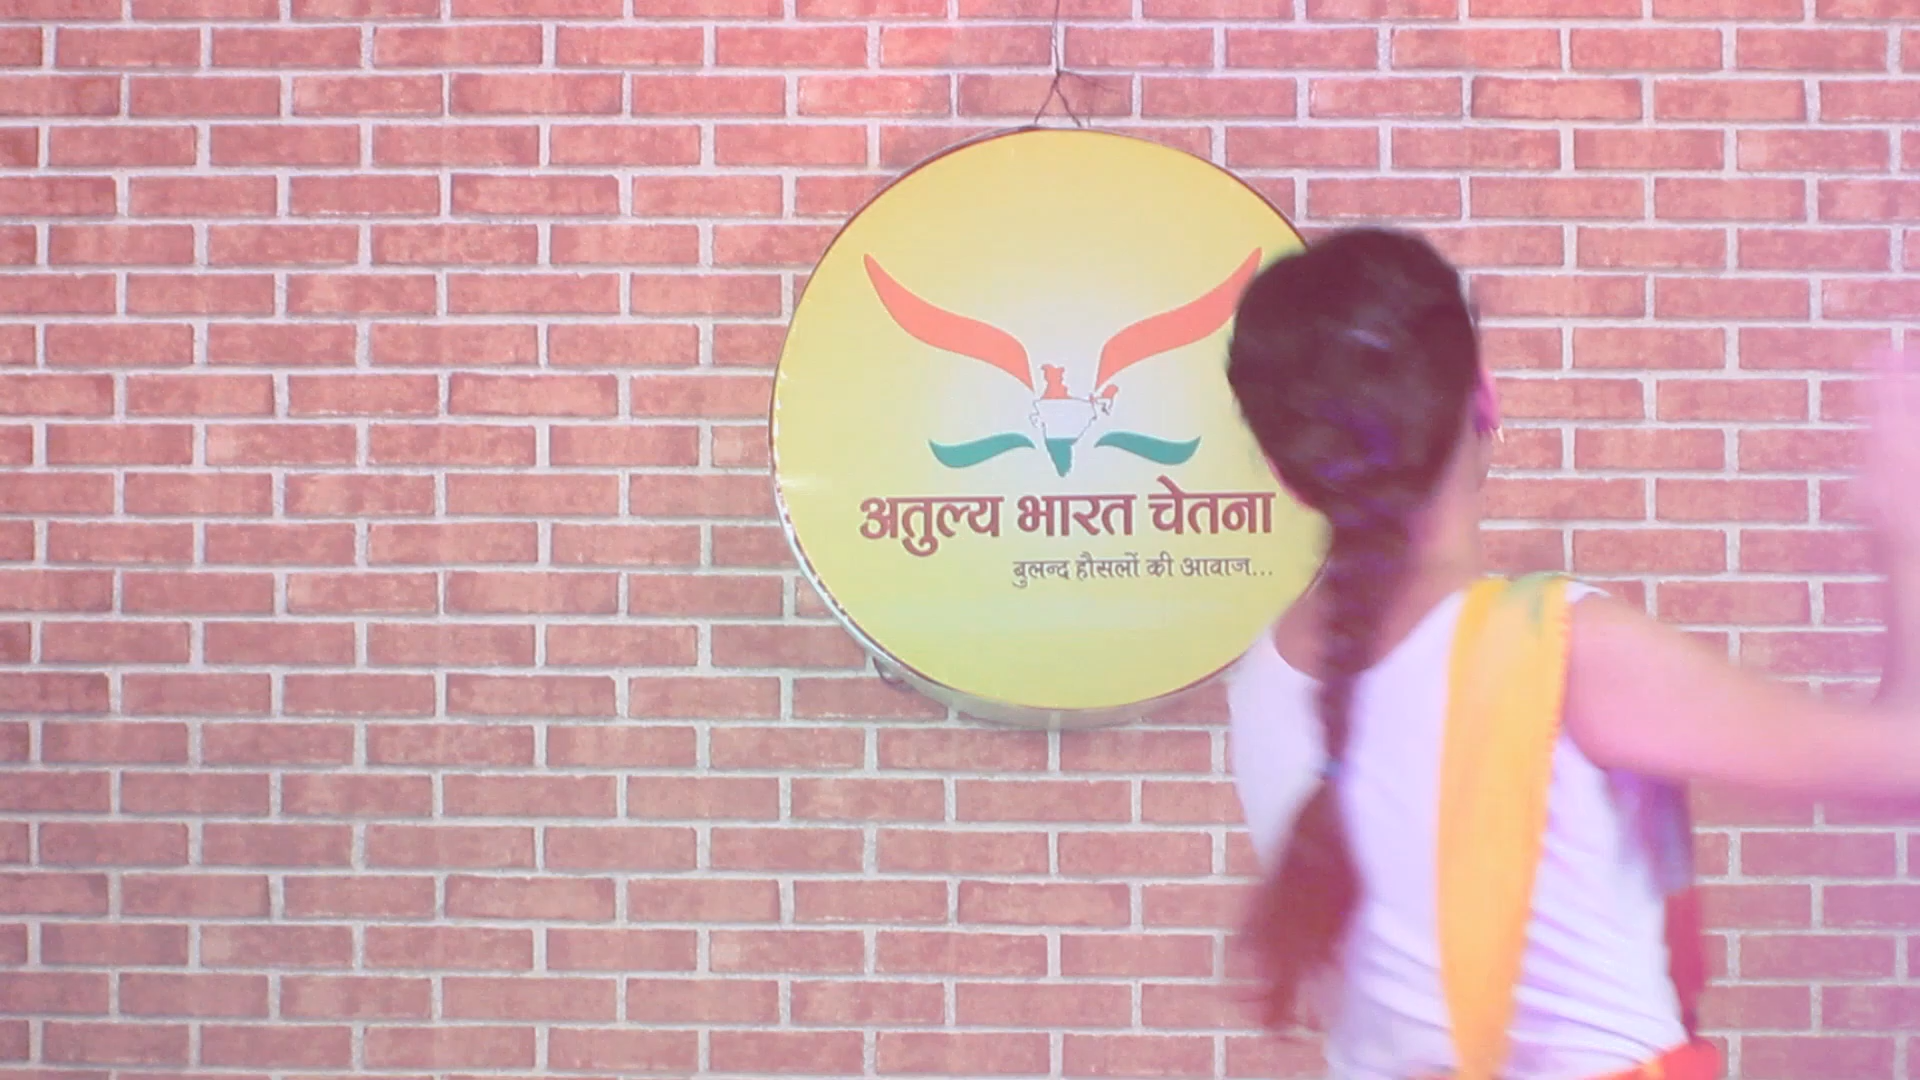 अतुल्य भारत चेतना
बुलन्द हौसलों की आवाज...